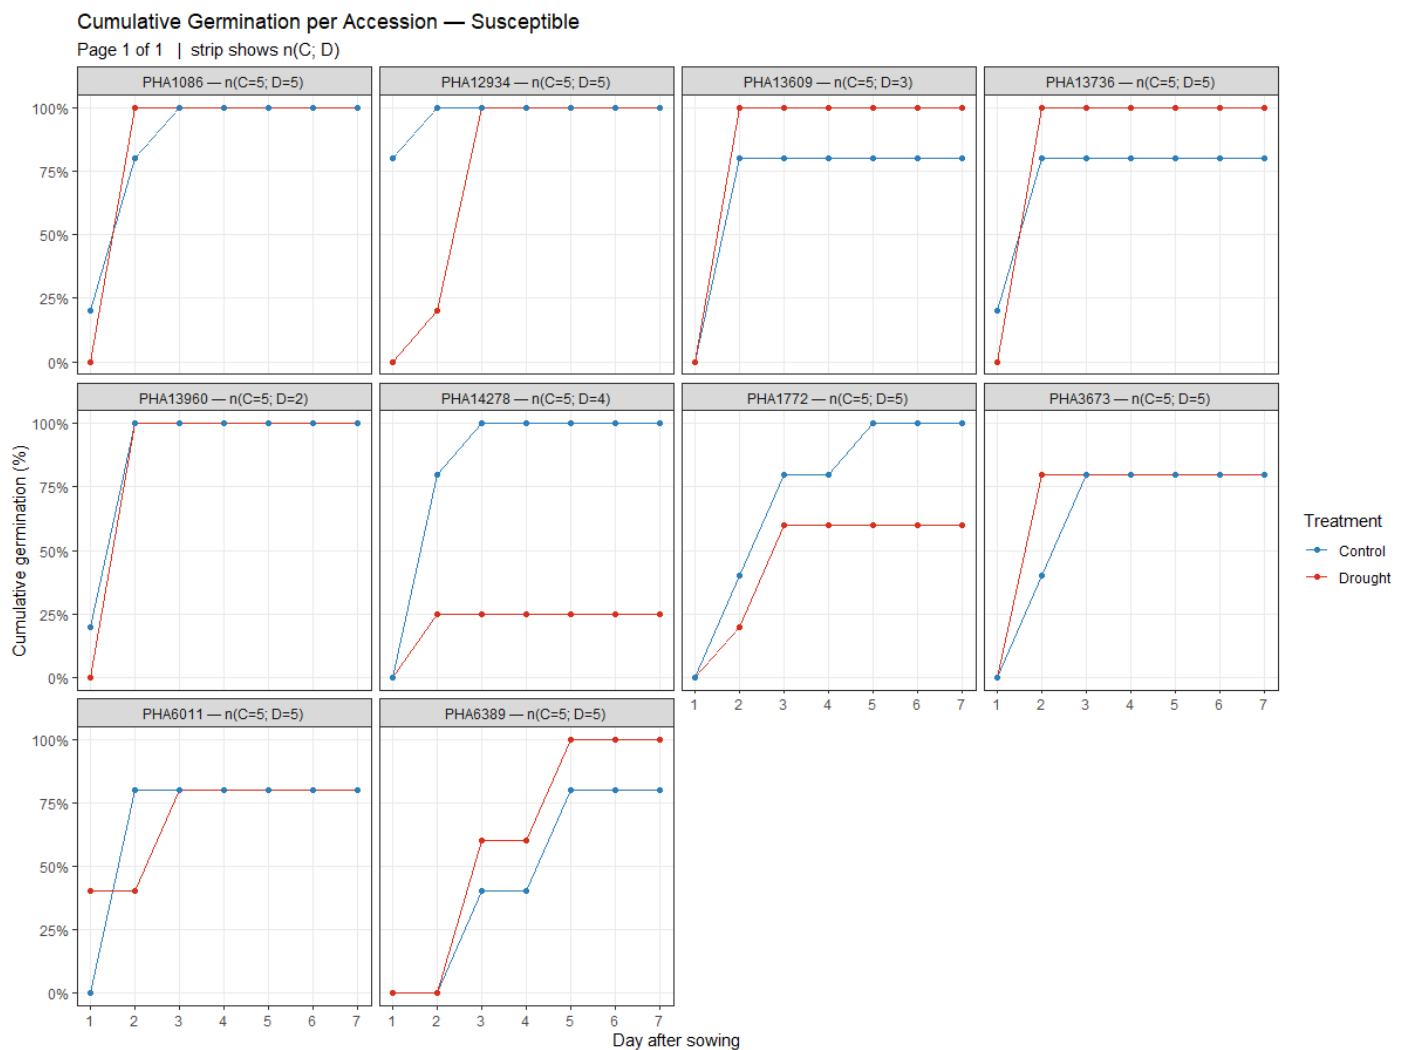 Cumulative Germination per Accession — Susceptible
Page 1 of 1 | strip shows n(C; D)
PHA1086 — n(C=5; D=5)
PHA12934 — n(C=5; D=5)
PHA13609 — n(C=5; D=3)
PHA13736 — n(C=5; D=5)
100%
75%
50%
25%
0%
PHA13960 — n(C=5; D=2)
PHA14278 — n(C=5; D=4)
PHA1772 — n(C=5; D=5)
PHA3673 — n(C=5; D=5)
100%
75%
50%
25%
0%
1 2 3 4 5 6 7
1 2 3 4 5 6 7
PHA6011 — n(C=5; D=5)
PHA6389 — n(C=5; D=5)
100%
75%
50%
25%
0%
1 2 3 4 5 6 7
1 2 3 4 5 6 7
Day after sowing
Cumulative germination (%)
Treatment
Control
Drought